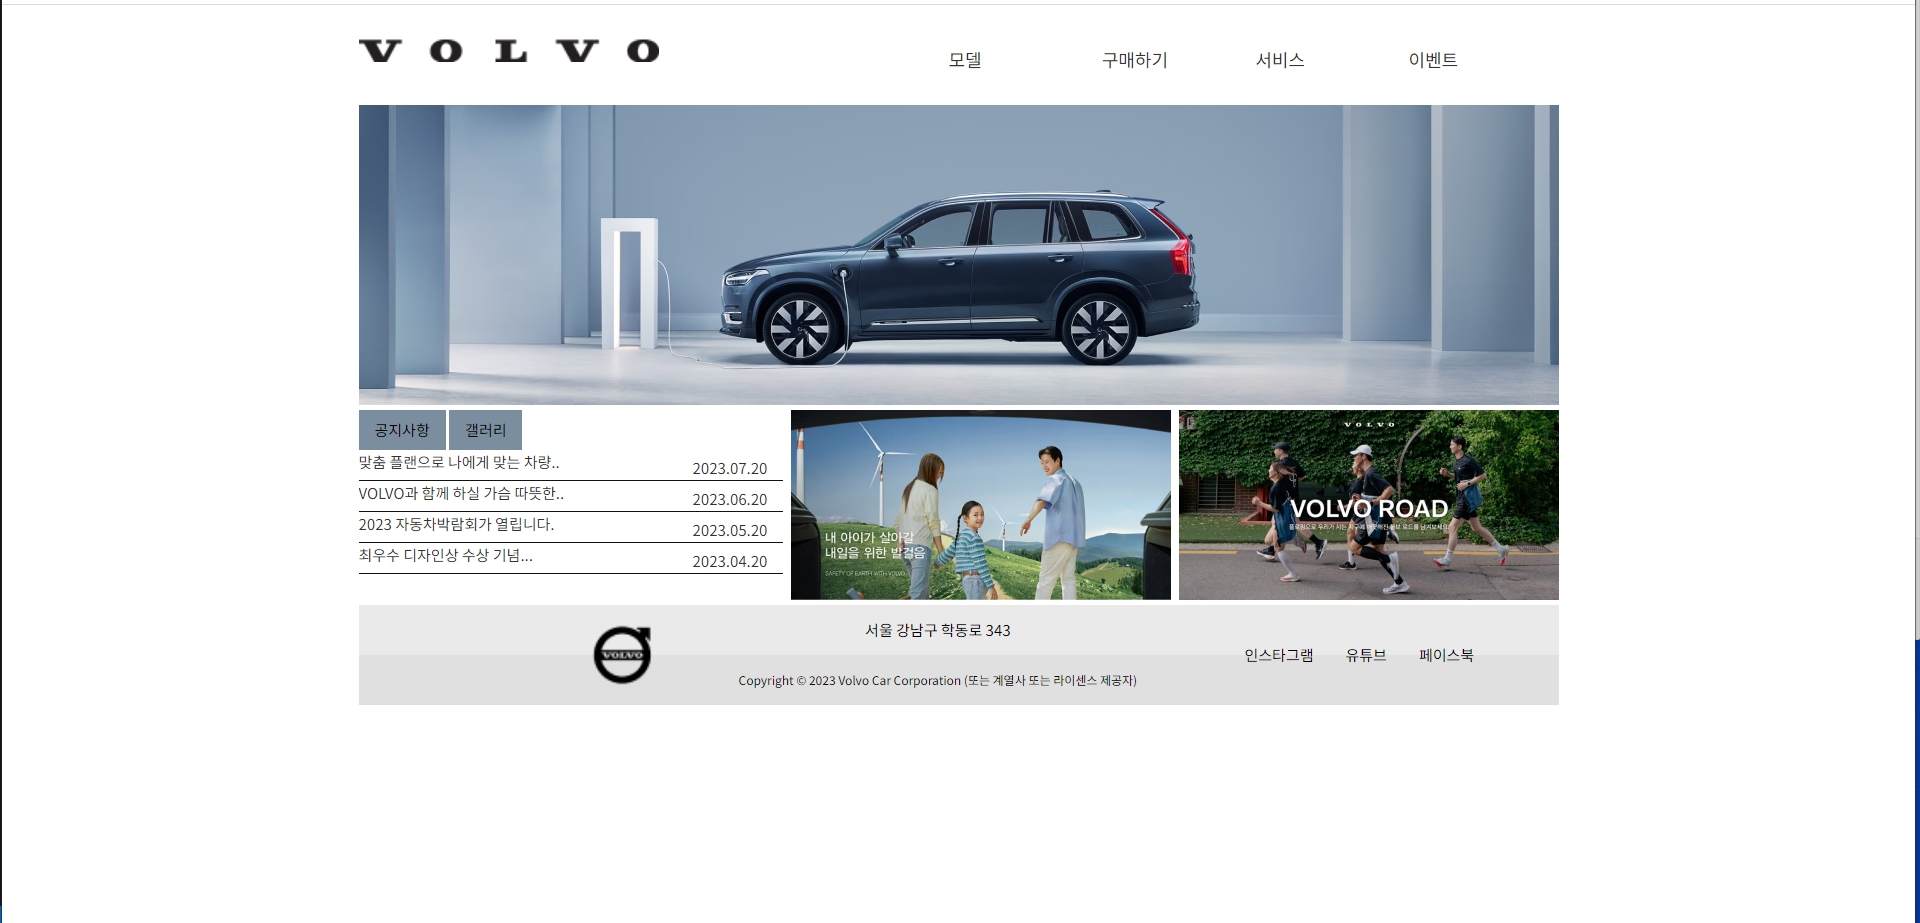 VOLVO
모델
구매하기
서비스
이벤트
공지사항
갤러리
맞춤 플랜으로 나에게 맞는 차량..
2023.07.20
VOLVO과 함께 하실 가슴 따뜻한..
2023.06.20
2023 자동차박람회가 열립니다.
2023.05.20
최우수 디자인상 수상 기념...
2023.04.20
내 아이가 살아갈
내일을 위한 발걸음
SAFETY OF EARTH WITH VOLVO
VOLVO
VOLVO ROAD
VOLVO
서울 강남구 학동로 343
Copyright © 2023 Volvo Car Corporation (또는 계열사 또는 라이센스 제공자)
인스타그램
유튜브
페이스북